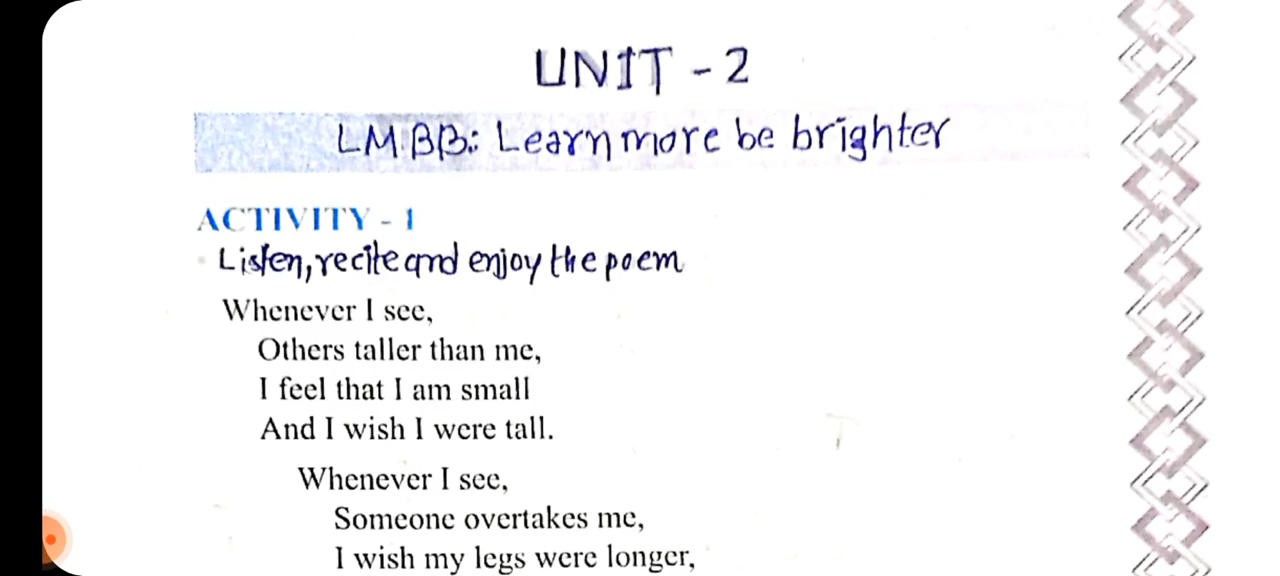 UNIT - 2
LMBB: Learn more be brighter
ACTIVITY - 1
Listen, recite and enjoy the poem
Whenever I see,
Others taller than me,
I feel that I am small
And I wish I were tall.
Whenever I see,
Someone overtakes me,
I wish my legs were longer,